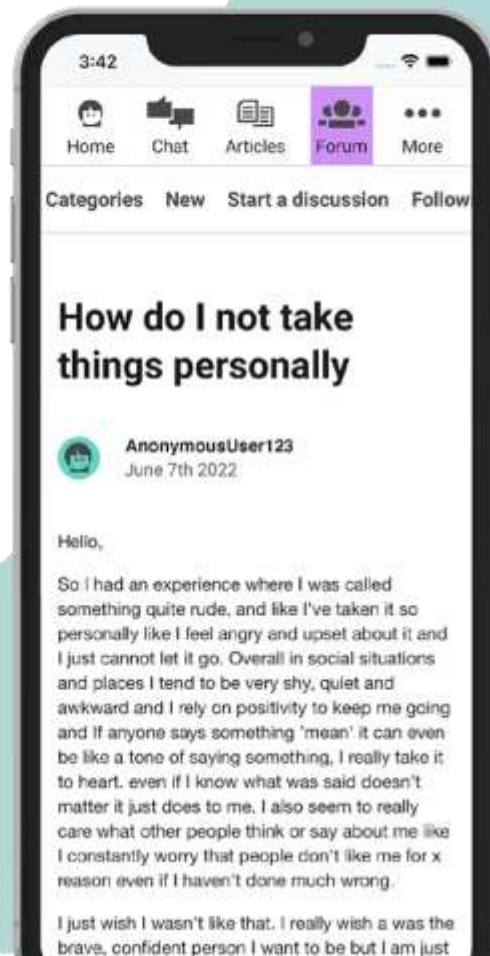 3:42
Home Chat Articles Forum More
Categories New Start a discussion Follow
How do I not take
things personally
AnonymousUser123
June 7th 2022
Hello,
So I had an experience where I was called
something quite rude, and like I've taken it so
personally like I feel angry and upset about it and
I just cannot let it go. Overall in social situations
and places I tend to be very shy, quiet and
awkward and I rely on positivity to keep me going
and If anyone says something 'mean' it can even
be like a tone of saying something, I really take it
to heart. even if I know what was said doesn't
matter it just does to me. I also seem to really
care what other people think or say about me like
I constantly worry that people don't like me for x
reason even if I haven't done much wrong.
I just wish I wasn't like that. I really wish a was the
brave, confident person I want to be but I am just